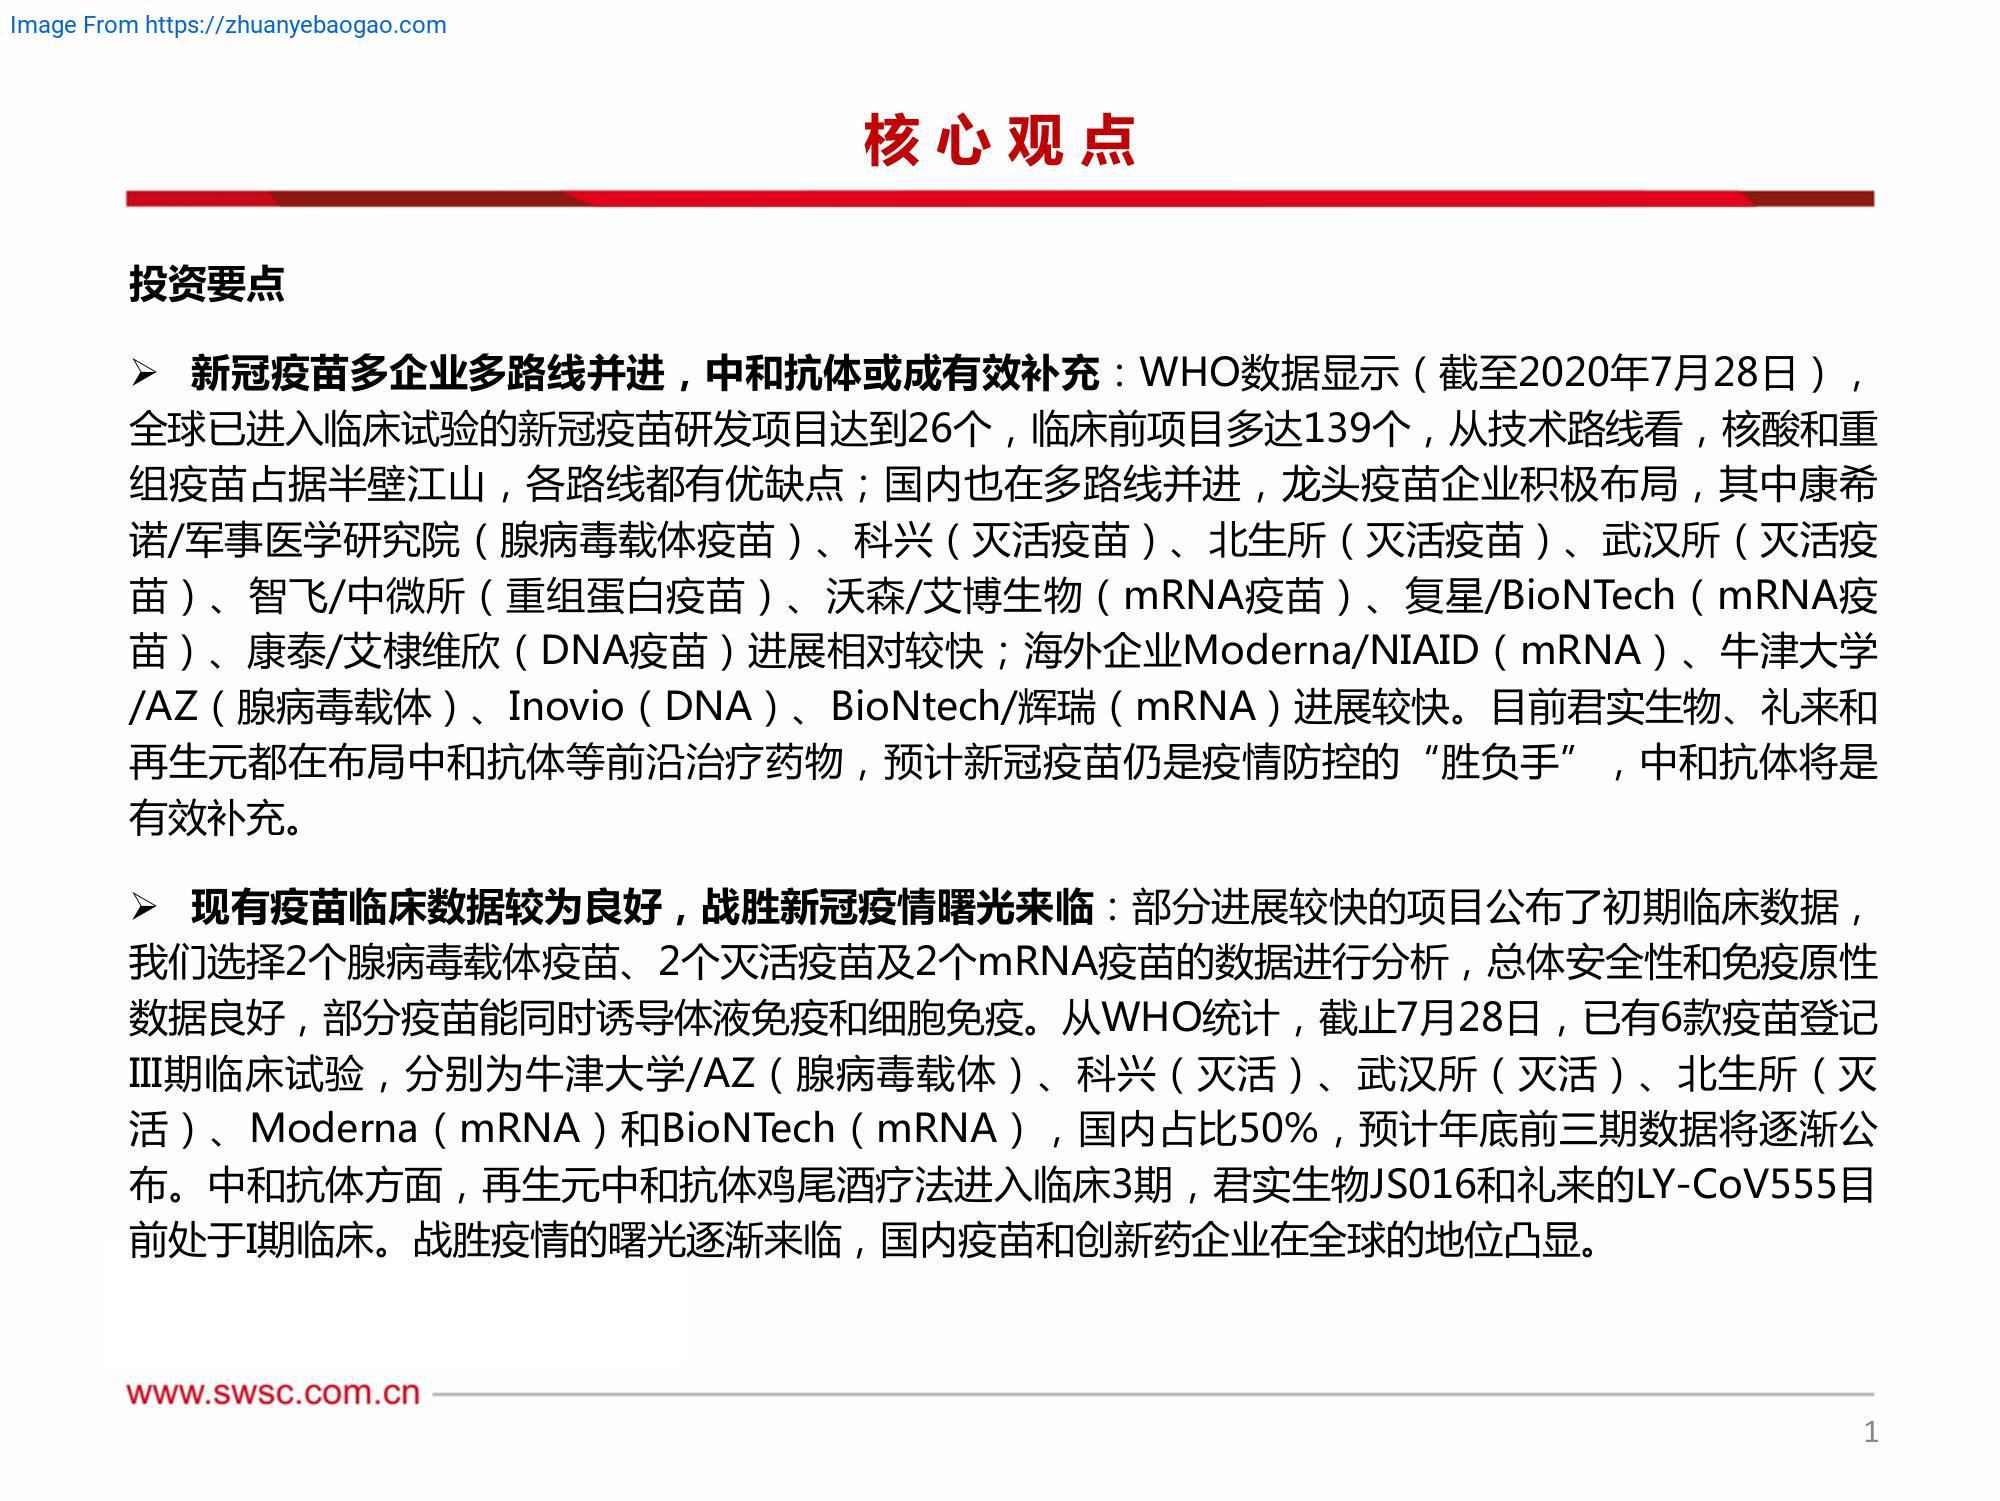 Image From https://zhuanyebaogao.com
核心观点
投资要点
➢ 新冠疫苗多企业多路线并进，中和抗体或成有效补充：WHO数据显示（截至2020年7月28日），
全球已进入临床试验的新冠疫苗研发项目达到26个，临床前项目多达139个，从技术路线看，核酸和重
组疫苗占据半壁江山，各路线都有优缺点；国内也在多路线并进，龙头疫苗企业积极布局，其中康希
诺/军事医学研究院（腺病毒载体疫苗）、科兴（灭活疫苗）、北生所（灭活疫苗）、武汉所（灭活疫
苗）、智飞/中微所（重组蛋白疫苗）、沃森/艾博生物（mRNA疫苗）、复星/BioNTech（mRNA疫
苗）、康泰/艾棣维欣（DNA疫苗）进展相对较快；海外企业Moderna/NIAID（mRNA）、牛津大学
/AZ（腺病毒载体）、Inovio（DNA）、BioNtech/辉瑞（mRNA）进展较快。目前君实生物、礼来和
再生元都在布局中和抗体等前沿治疗药物，预计新冠疫苗仍是疫情防控的“胜负手”，中和抗体将是
有效补充。
➢ 现有疫苗临床数据较为良好，战胜新冠疫情曙光来临：部分进展较快的项目公布了初期临床数据，
我们选择2个腺病毒载体疫苗、2个灭活疫苗及2个mRNA疫苗的数据进行分析，总体安全性和免疫原性
数据良好，部分疫苗能同时诱导体液免疫和细胞免疫。从WHO统计，截止7月28日，已有6款疫苗登记
III期临床试验，分别为牛津大学/AZ（腺病毒载体）、科兴（灭活）、武汉所（灭活）、北生所（灭
活）、Moderna（mRNA）和BioNTech（mRNA），国内占比50%，预计年底前三期数据将逐渐公
布。中和抗体方面，再生元中和抗体鸡尾酒疗法进入临床3期，君实生物JS016和礼来的LY-CoV555目
前处于I期临床。战胜疫情的曙光逐渐来临，国内疫苗和创新药企业在全球的地位凸显。
www.swsc.com.cn
1